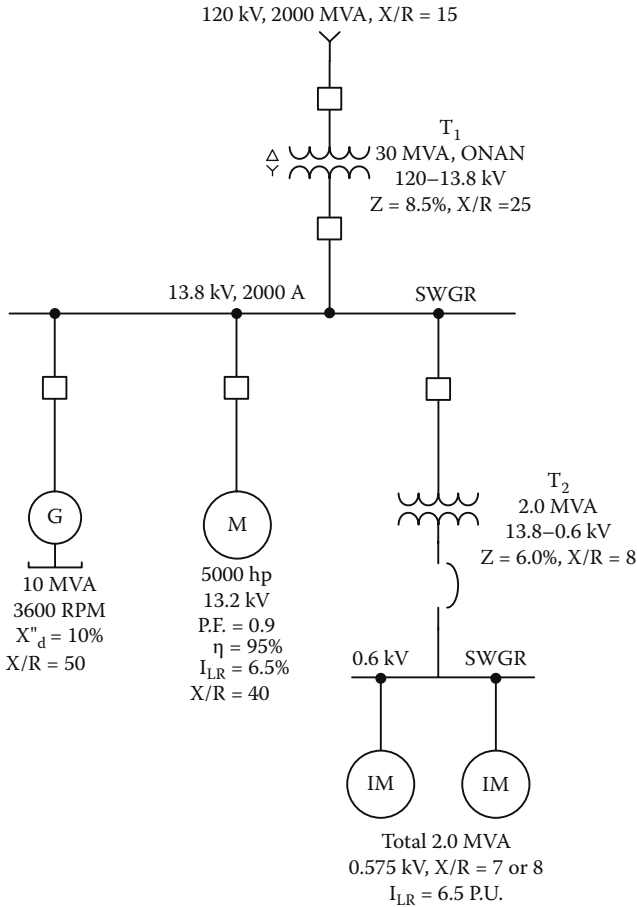 120 kV, 2000 MVA, X/R = 15
T1
30 MVA, ONAN
120–13.8 kV
Z = 8.5%, X/R =25
13.8 kV, 2000 A
SWGR
G
10 MVA
3600 RPM
X"d = 10%
X/R = 50
M
5000 hp
13.2 kV
P.F. = 0.9
η = 95%
ILR = 6.5%
X/R = 40
T2
2.0 MVA
13.8–0.6 kV
Z = 6.0%, X/R = 8
0.6 kV
SWGR
IM
IM
Total 2.0 MVA
0.575 kV, X/R = 7 or 8
ILR = 6.5 P.U.